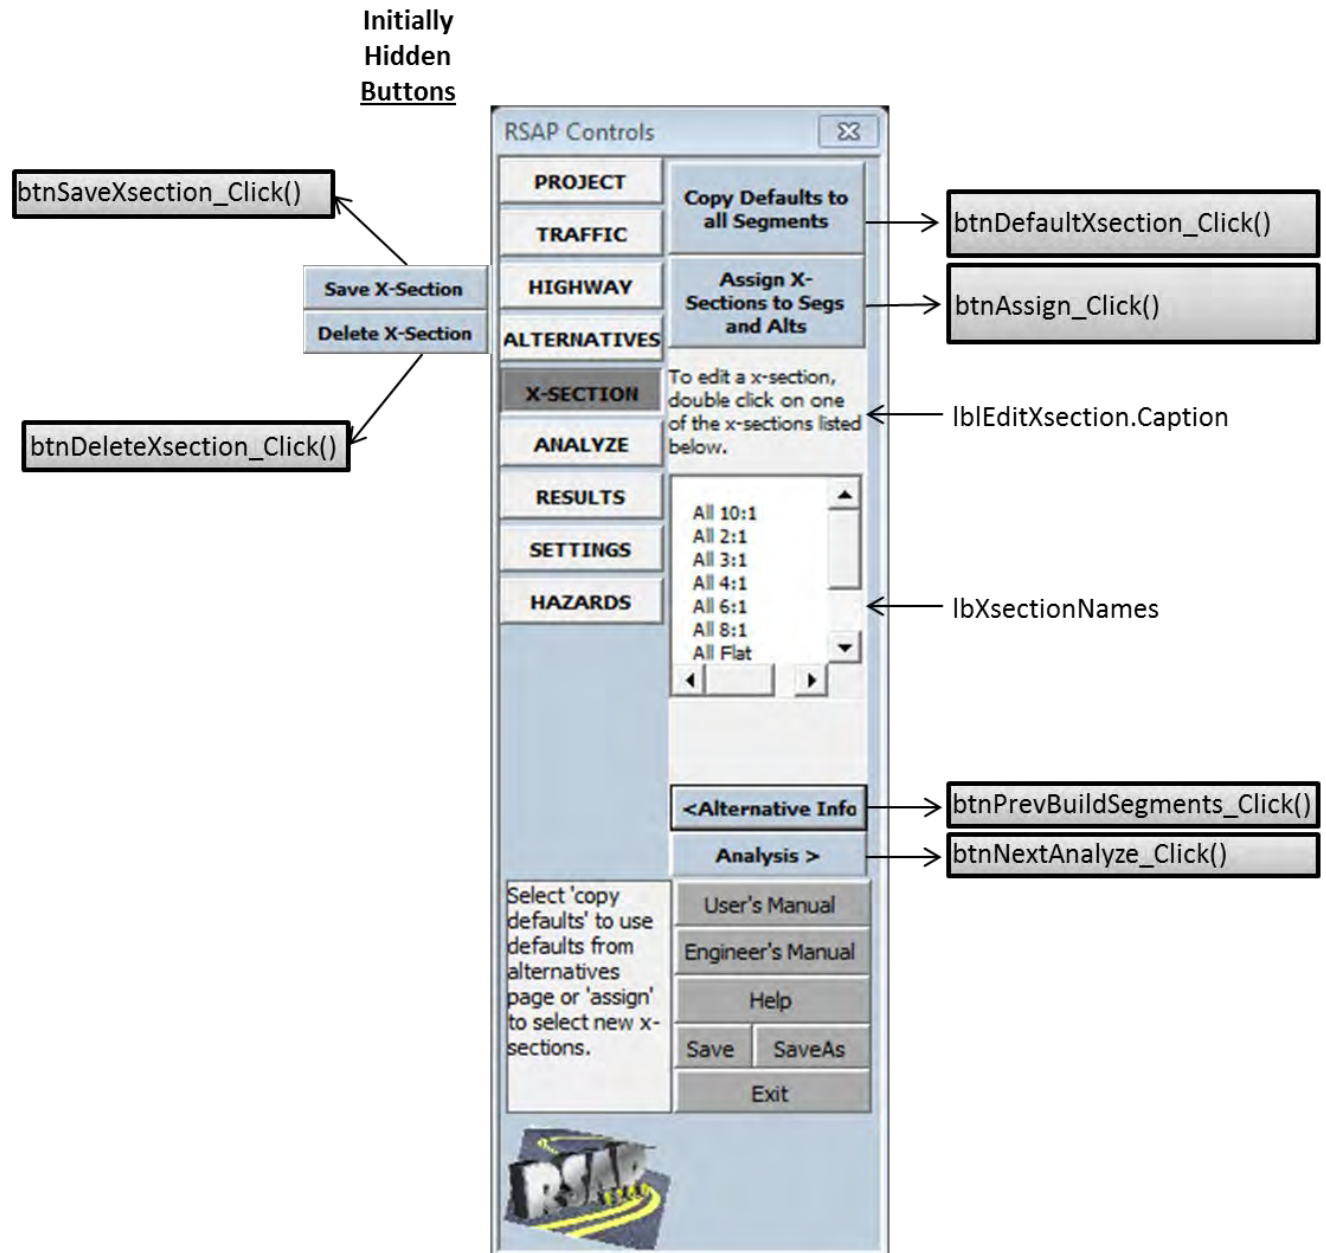 Initially
Hidden
Buttons
RSAP Controls
PROJECT
TRAFFIC
HIGHWAY
ALTERNATIVES
X-SECTION
ANALYZE
RESULTS
SETTINGS
HAZARDS
btnSaveXsection_Click()
Save X-Section
Delete X-Section
btnDeleteXsection_Click()
Copy Defaults to
all Segments
btnDefaultXsection_Click()
Assign X-
Sections to Segs
and Alts
btnAssign_Click()
To edit a x-section,
double click on one
of the x-sections listed
below.
lblEditXsection.Caption
All 10:1
All 2:1
All 3:1
All 4:1
All 6:1
All 8:1
All Flat
lbXsectionNames
<Alternative Info
btnPrevBuildSegments_Click()
Analysis >
btnNextAnalyze_Click()
Select 'copy
defaults' to use
defaults from
alternatives
page or 'assign'
to select new x-
sections.
User's Manual
Engineer's Manual
Help
Save
SaveAs
Exit
RSAP